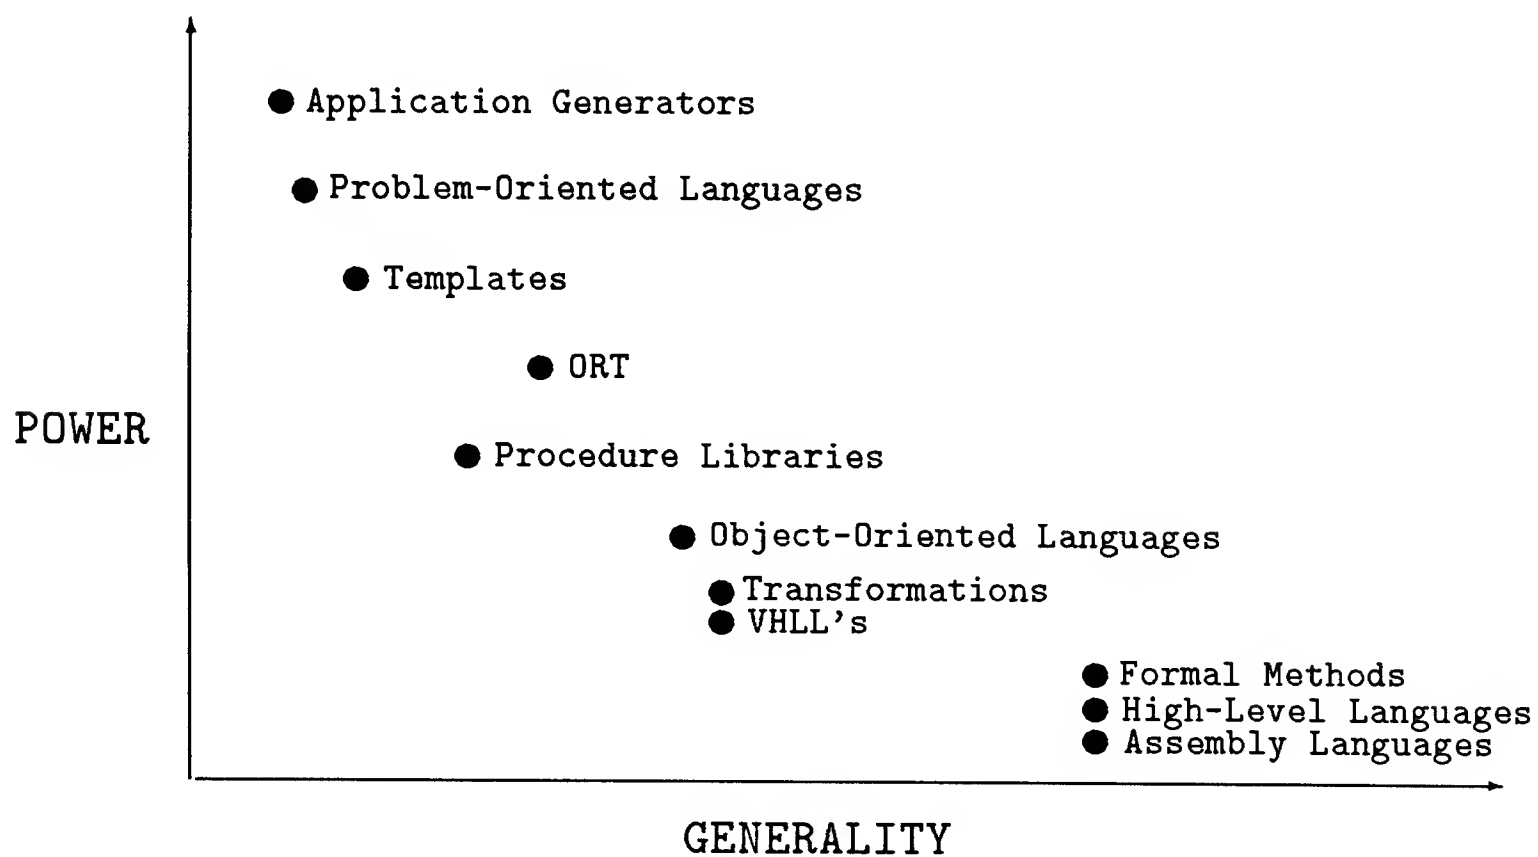 Application Generators
Problem-Oriented Languages
Templates
ORT
POWER
Procedure Libraries
Object-Oriented Languages
Transformations
VHLL's
Formal Methods
High-Level Languages
Assembly Languages
GENERALITY